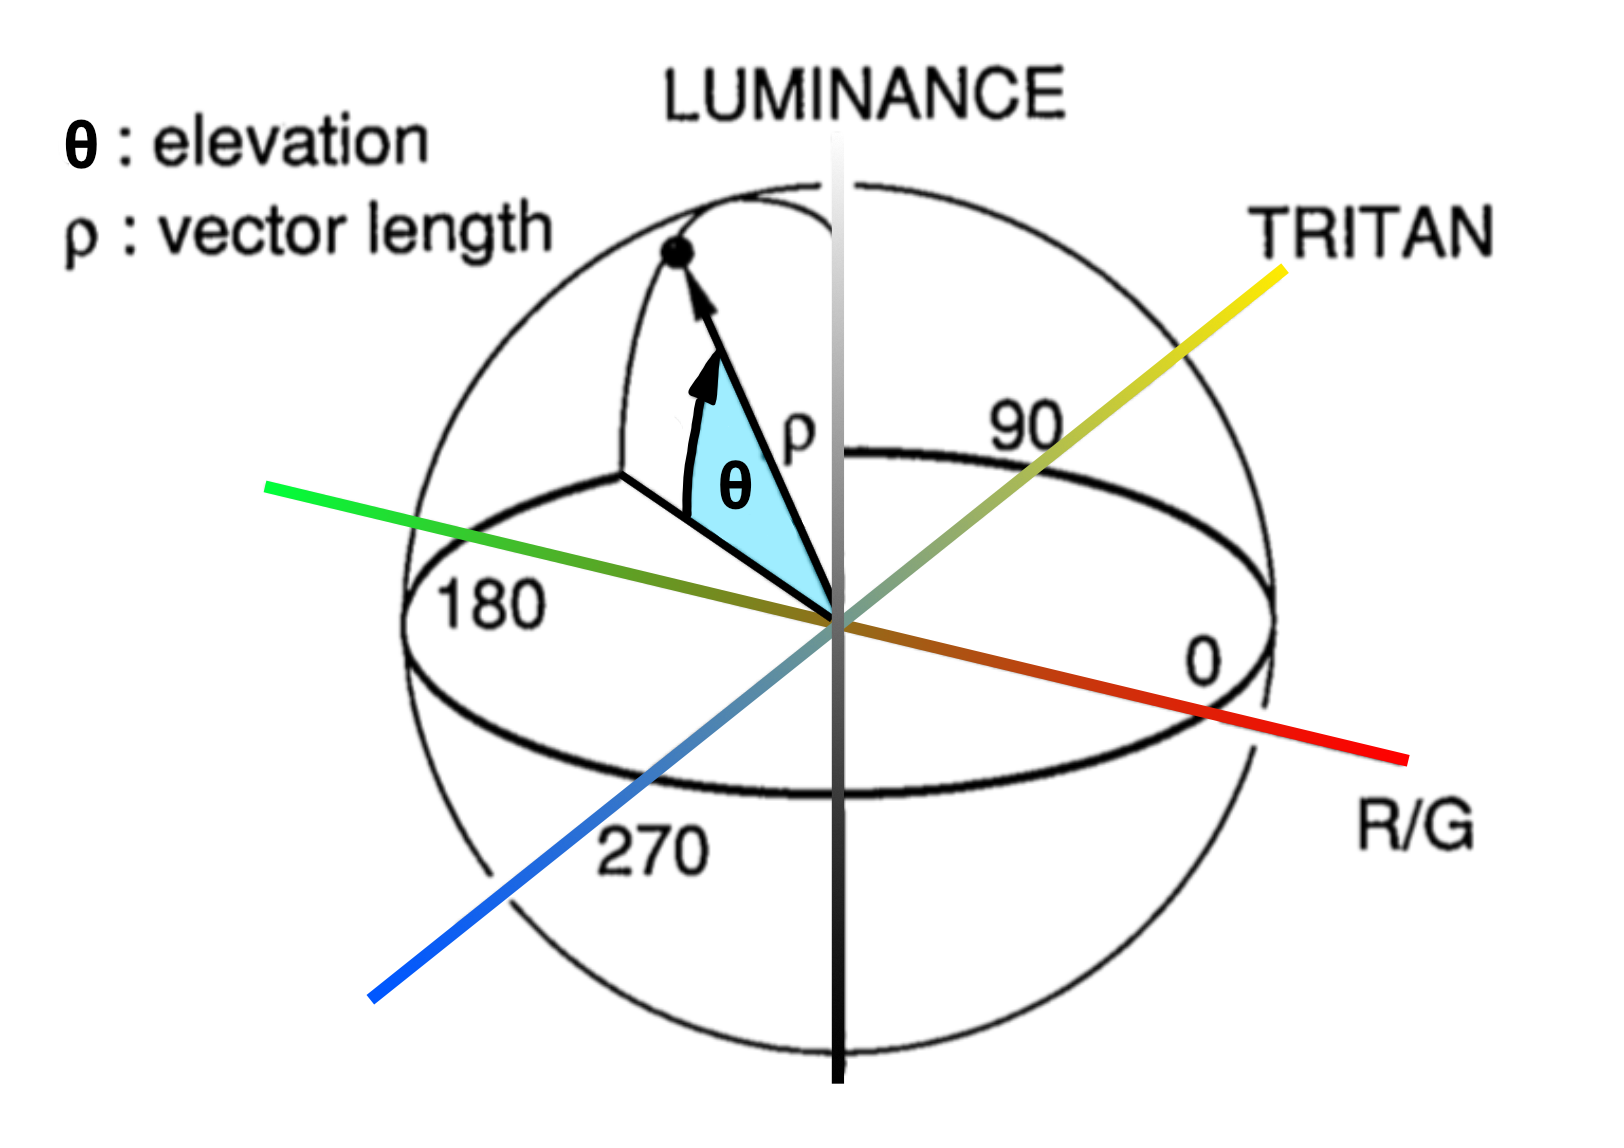 LUMINANCE
θ : elevation
ρ : vector length
TRITAN
90
ρ
θ
180
0
R/G
270